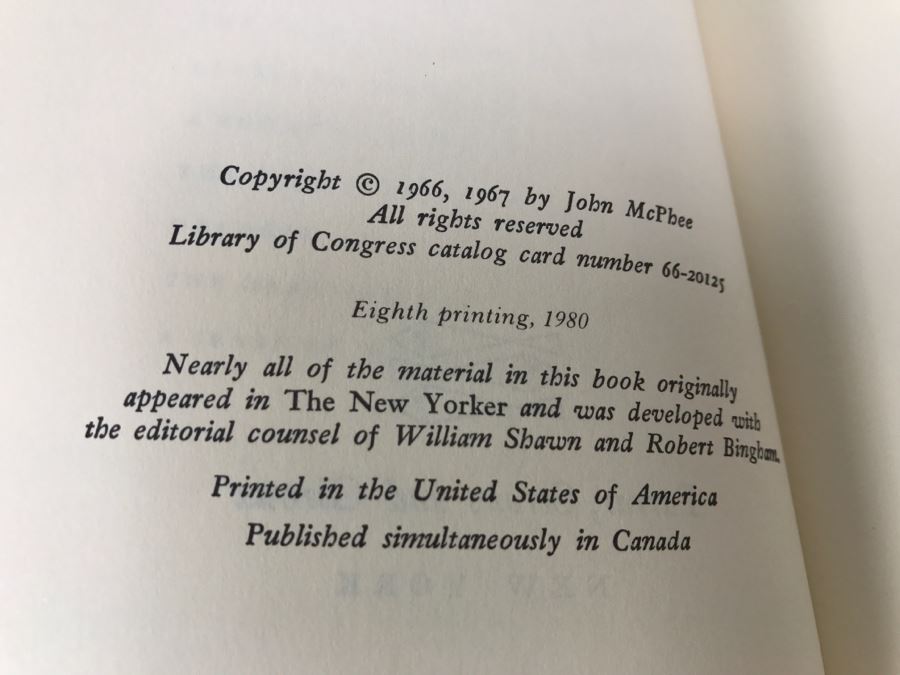 Copyright © 1966, 1967 by John McPhee
All rights reserved
Library of Congress catalog card number 66-20125
Eighth printing, 1980
Nearly all of the material in this book originally
appeared in The New Yorker and was developed with
the editorial counsel of William Shawn and Robert Bingham.
Printed in the United States of America
Published simultaneously in Canada
NEW YORK